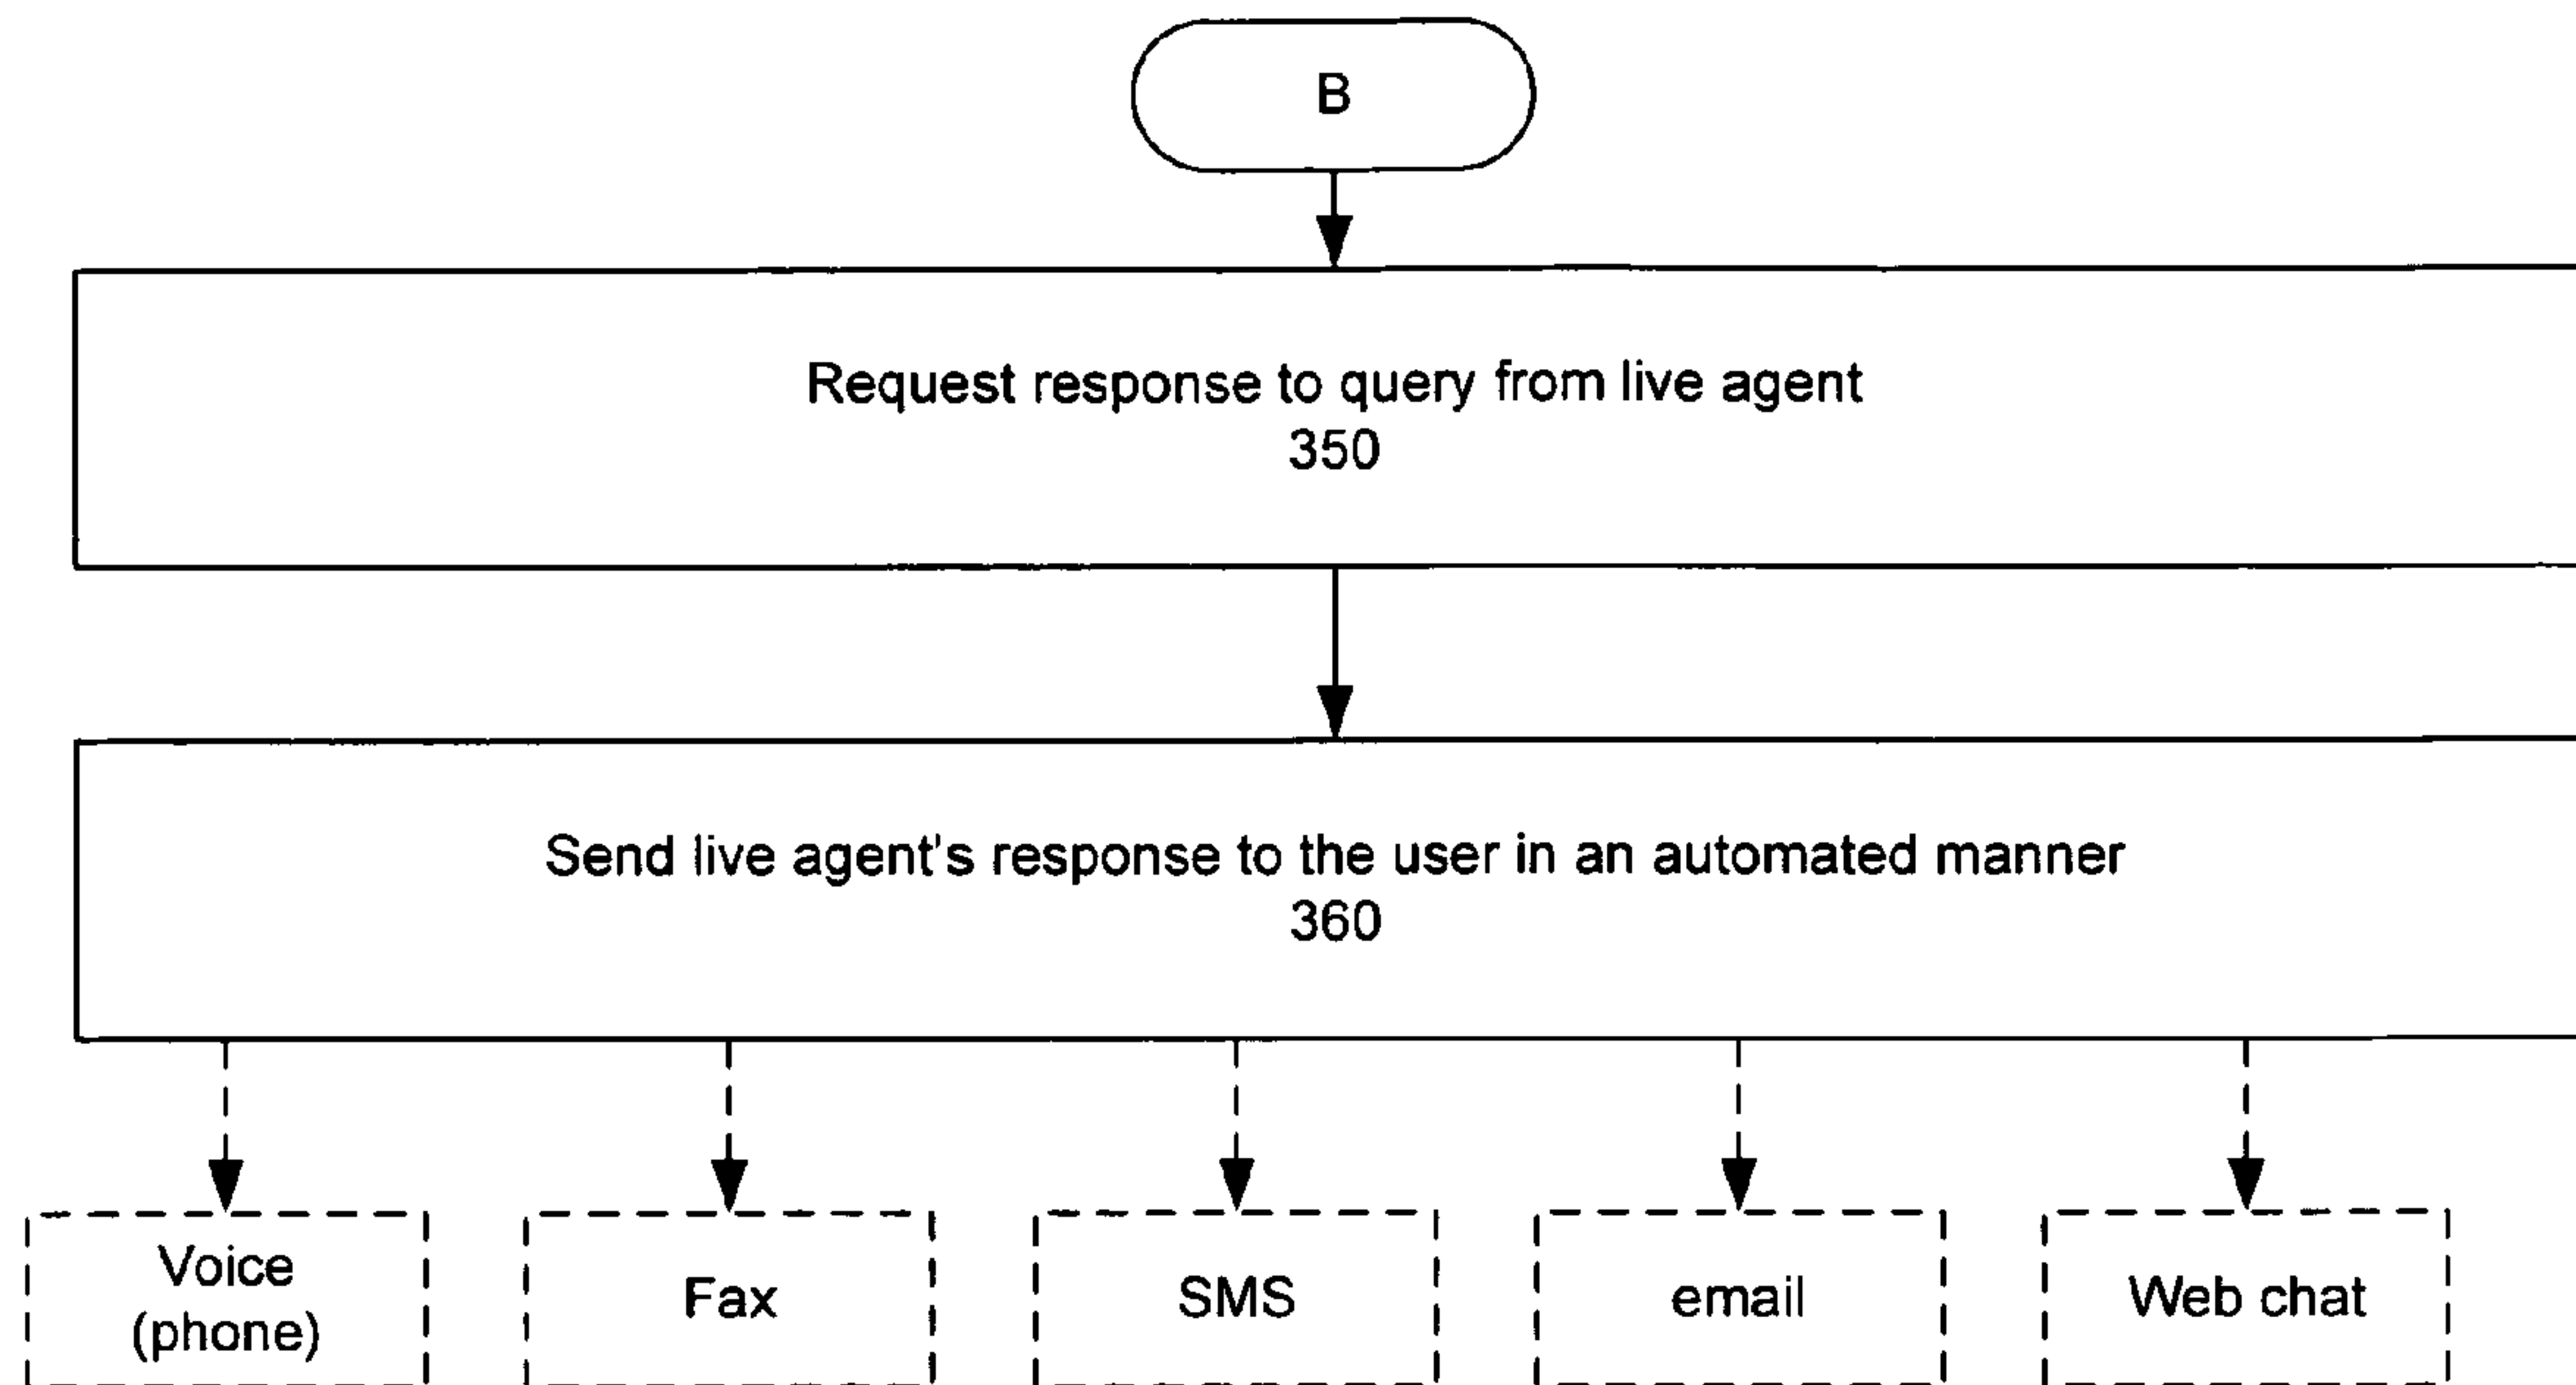 B
Request response to query from live agent
350
Send live agent's response to the user in an automated manner
360
Voice
(phone)
Fax
SMS
email
Web chat